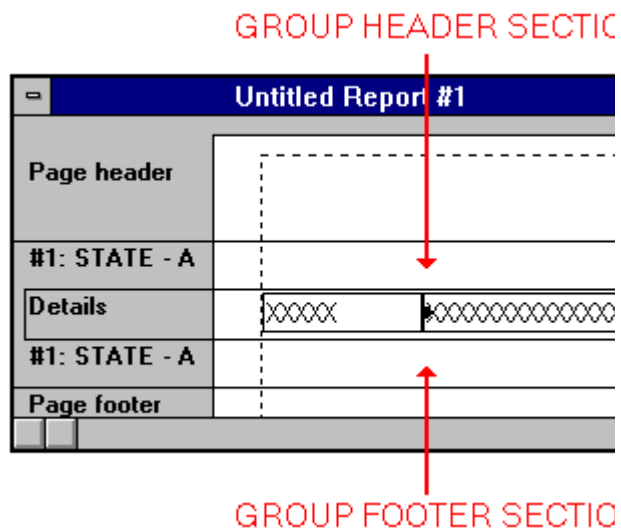 GROUP HEADER SECTIO
Untitled Report #1
Page header
#1: STATE - A
Details XXXXX XXXXXXXXXXXXX
#1: STATE - A
Page footer
GROUP FOOTER SECTIO